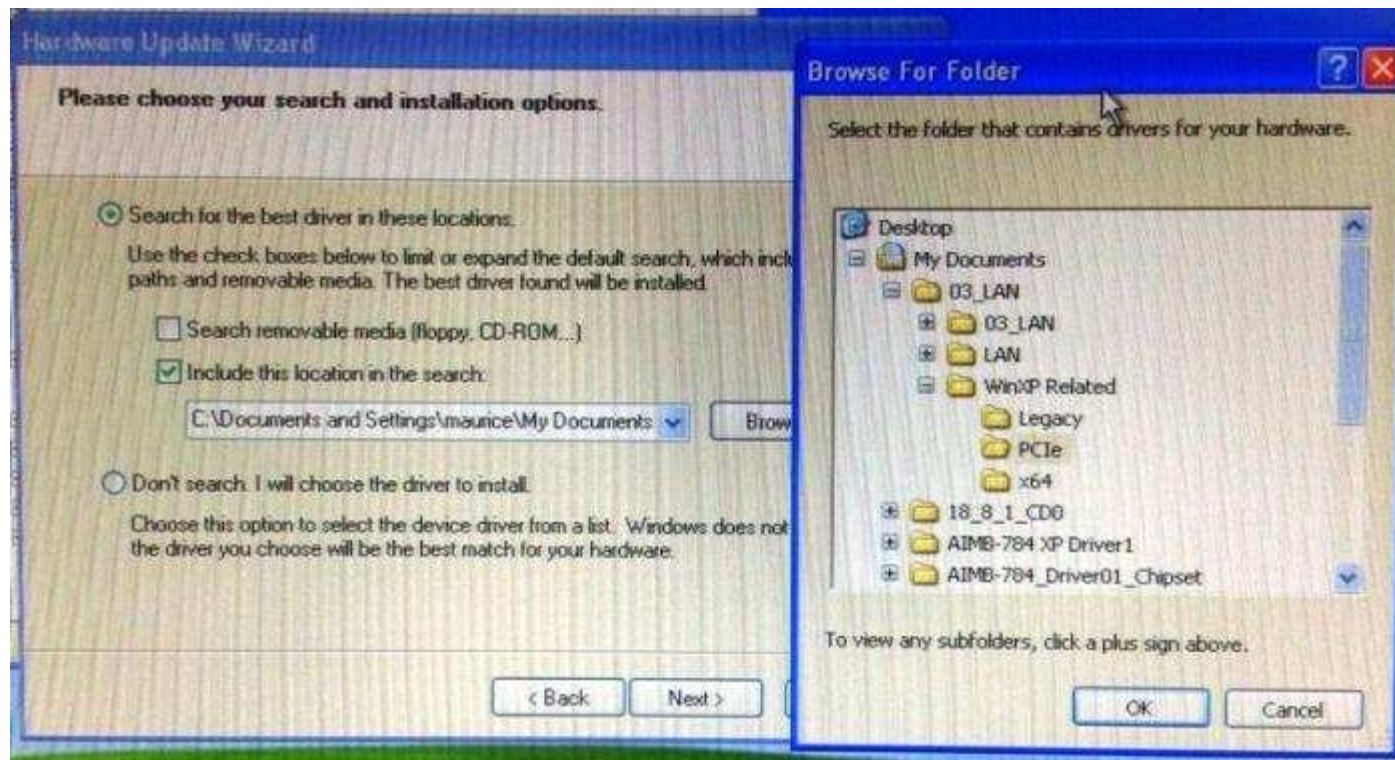 Hardware Update Wizard
Please choose your search and installation options.
Search for the best driver in these locations.
Use the check boxes below to limit or expand the default search, which incl
paths and removable media. The best driver found will be installed.
Search removable media (floppy, CD-ROM...)
Include this location in the search:
C:\Documents and Settings\maurice\My Documents
Brow
Don't search. I will choose the driver to install.
Choose this option to select the device driver from a list. Windows does not
the driver you choose will be the best match for your hardware.
< Back
Next >
Browse For Folder
?
Select the folder that contains drivers for your hardware.
Desktop
My Documents
03_LAN
03_LAN
LAN
WinXP Related
Legacy
PCIe
x64
18_8_1_CD0
AIMB-784 XP Driver1
AIMB-784_Driver01_Chipset
To view any subfolders, click a plus sign above.
OK
Cancel